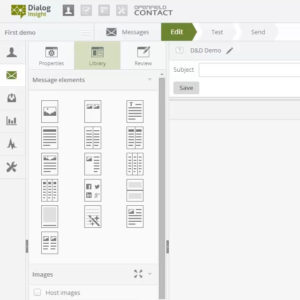 Dialog Insight
OPENFIELD CONTACT
First demo
Messages
Edit
Test
Send
Properties
Library
Review
D&D Demo
Message elements
Subject
Save
Images
Host images